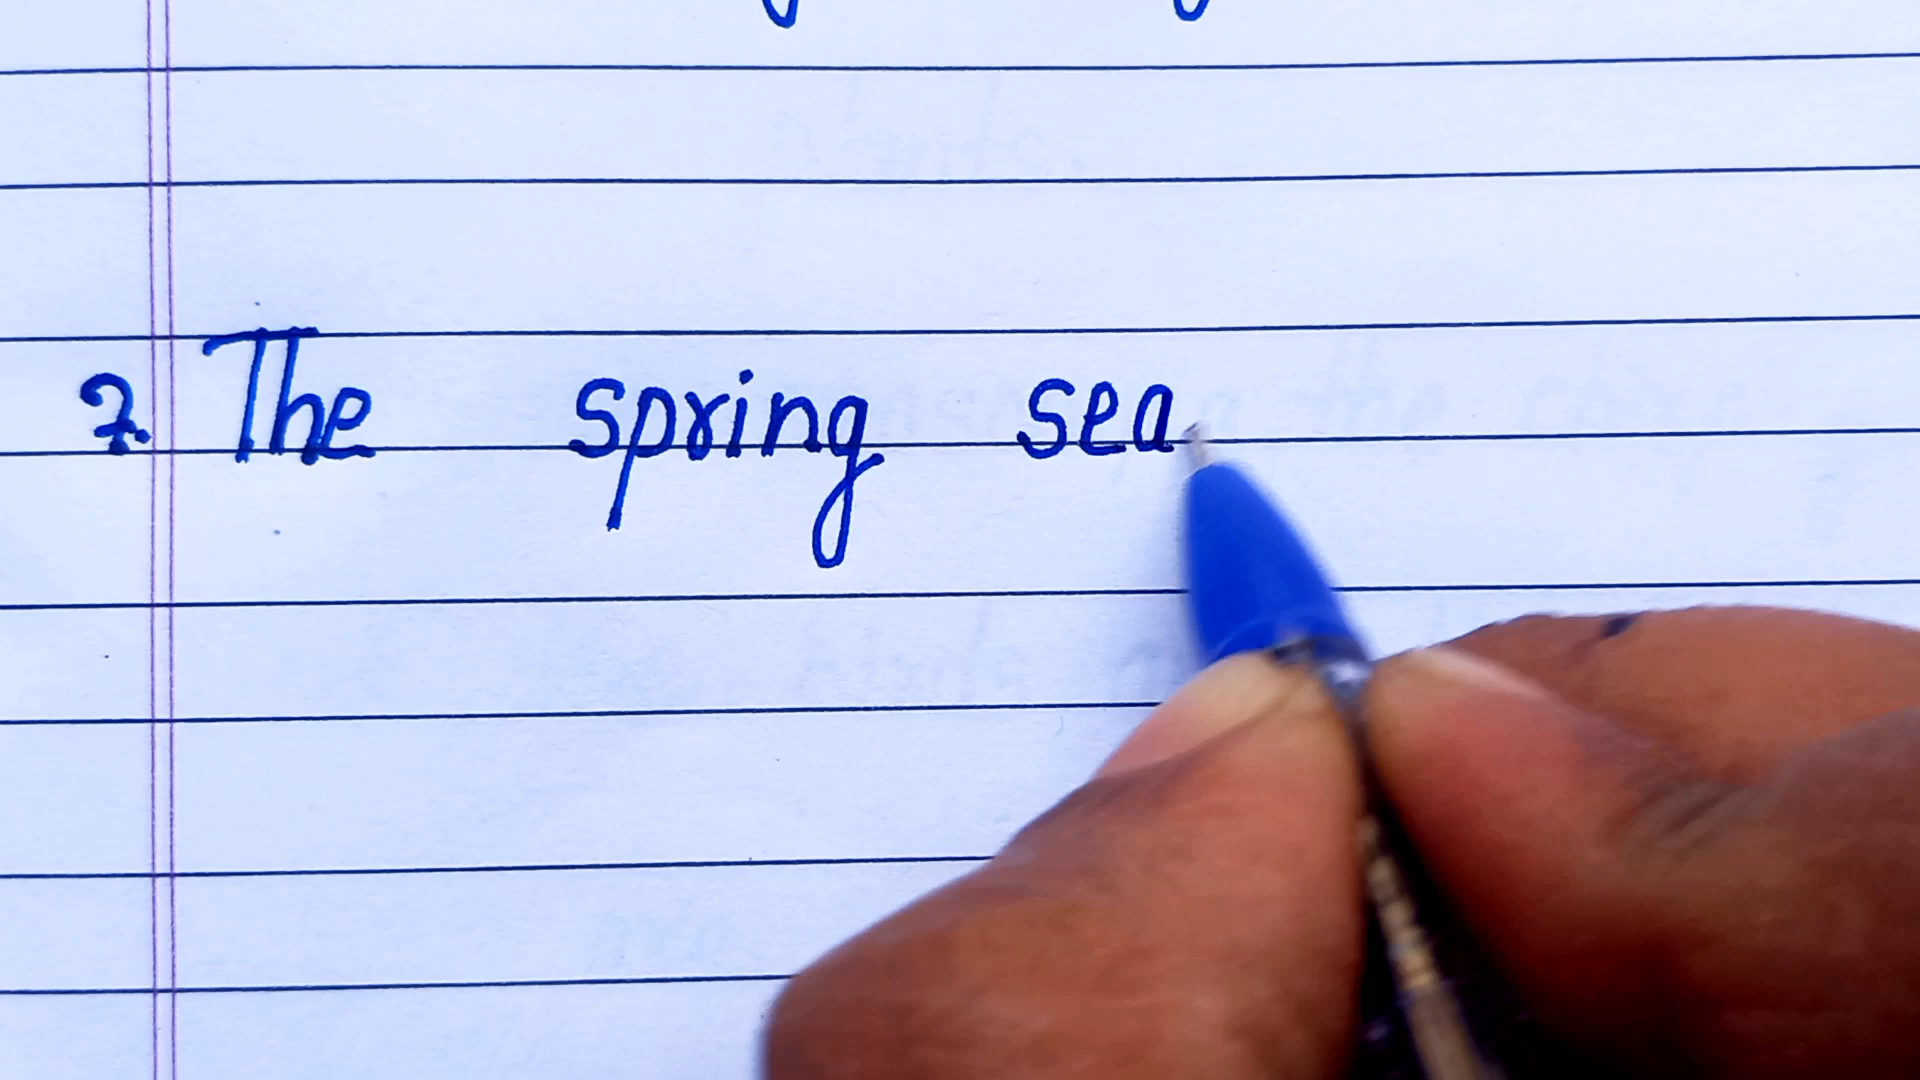 7. The spring sea